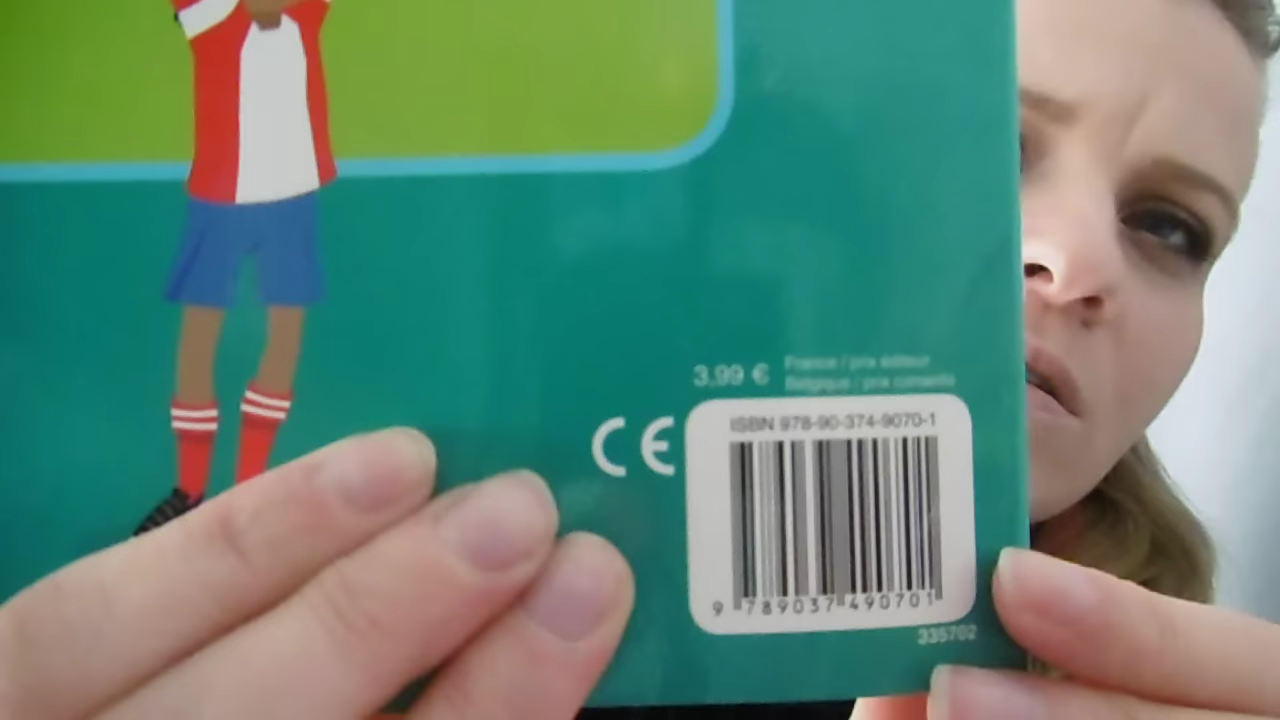 3,99 €
France / prix éditeur
Belgique / prix conseillé
CE
ISBN 978-90-374-9070-1
9 789037 490701
335702